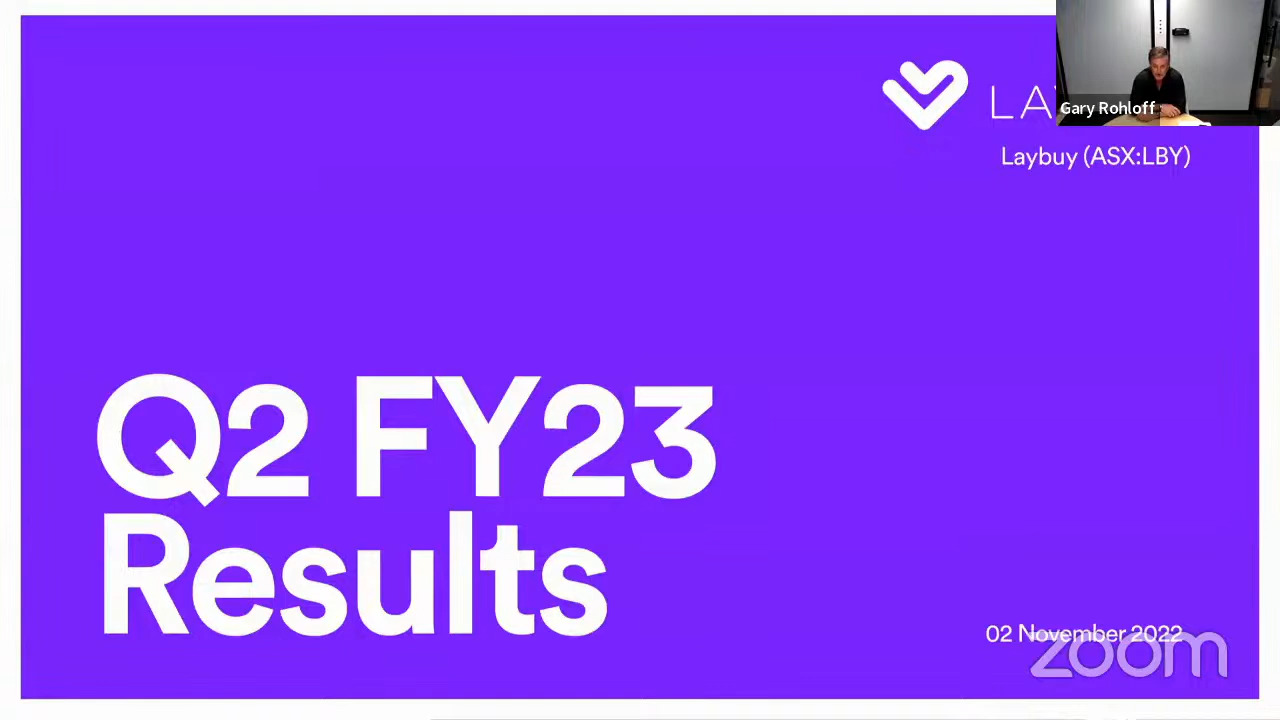 LA
Gary Rohloff
Laybuy (ASX:LBY)
Q2 FY23
Results
02 November 2022
zoom